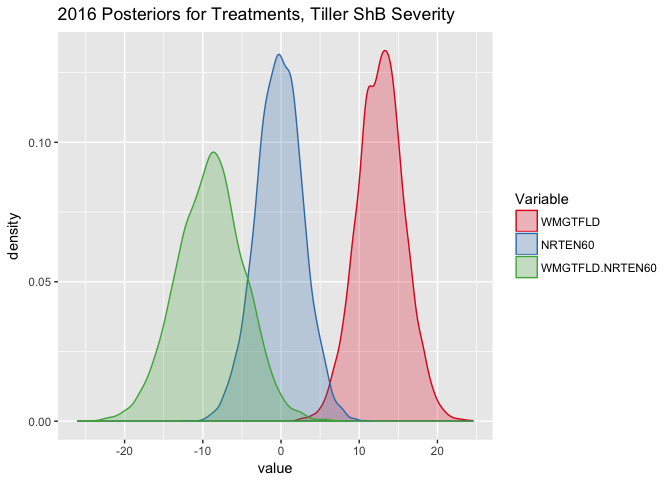 2016 Posteriors for Treatments, Tiller ShB Severity
density
0.10
0.05
0.00
-20 -10 0 10 20
value
Variable
WMGTFLD
NRTEN60
WMGTFLD.NRTEN60